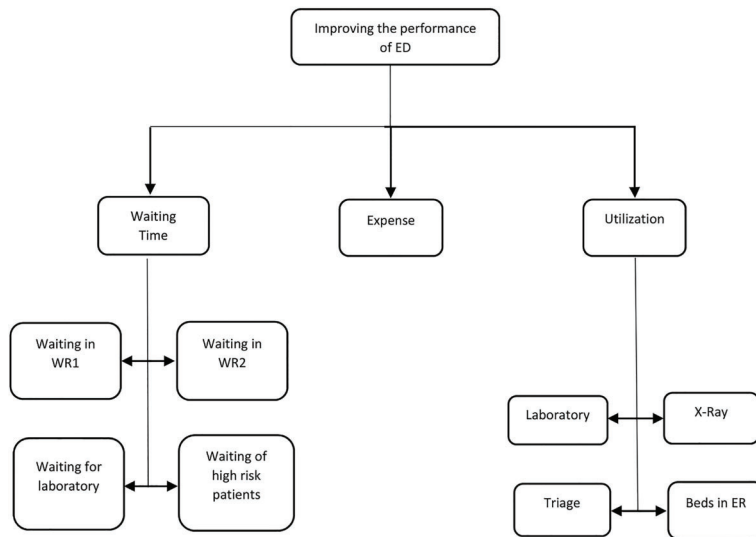 Improving the performance
of ED
Waiting
Time
Expense
Utilization
Waiting in
WR1
Waiting in
WR2
Laboratory
X-Ray
Waiting for
laboratory
Waiting of
high risk
patients
Triage
Beds in ER